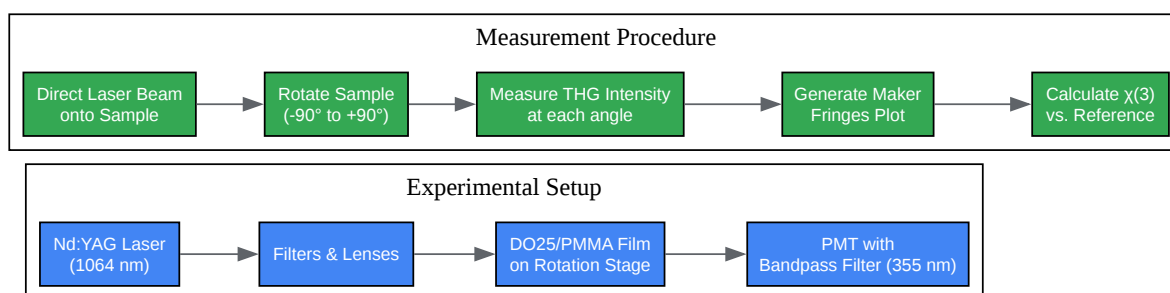 Measurement Procedure
Direct Laser Beam
onto Sample
Rotate Sample
(-90° to +90°)
Measure THG Intensity
at each angle
Generate Maker
Fringes Plot
Calculate χ(3)
vs. Reference
Experimental Setup
Nd:YAG Laser
(1064 nm)
Filters & Lenses
DO25/PMMA Film
on Rotation Stage
PMT with
Bandpass Filter (355 nm)